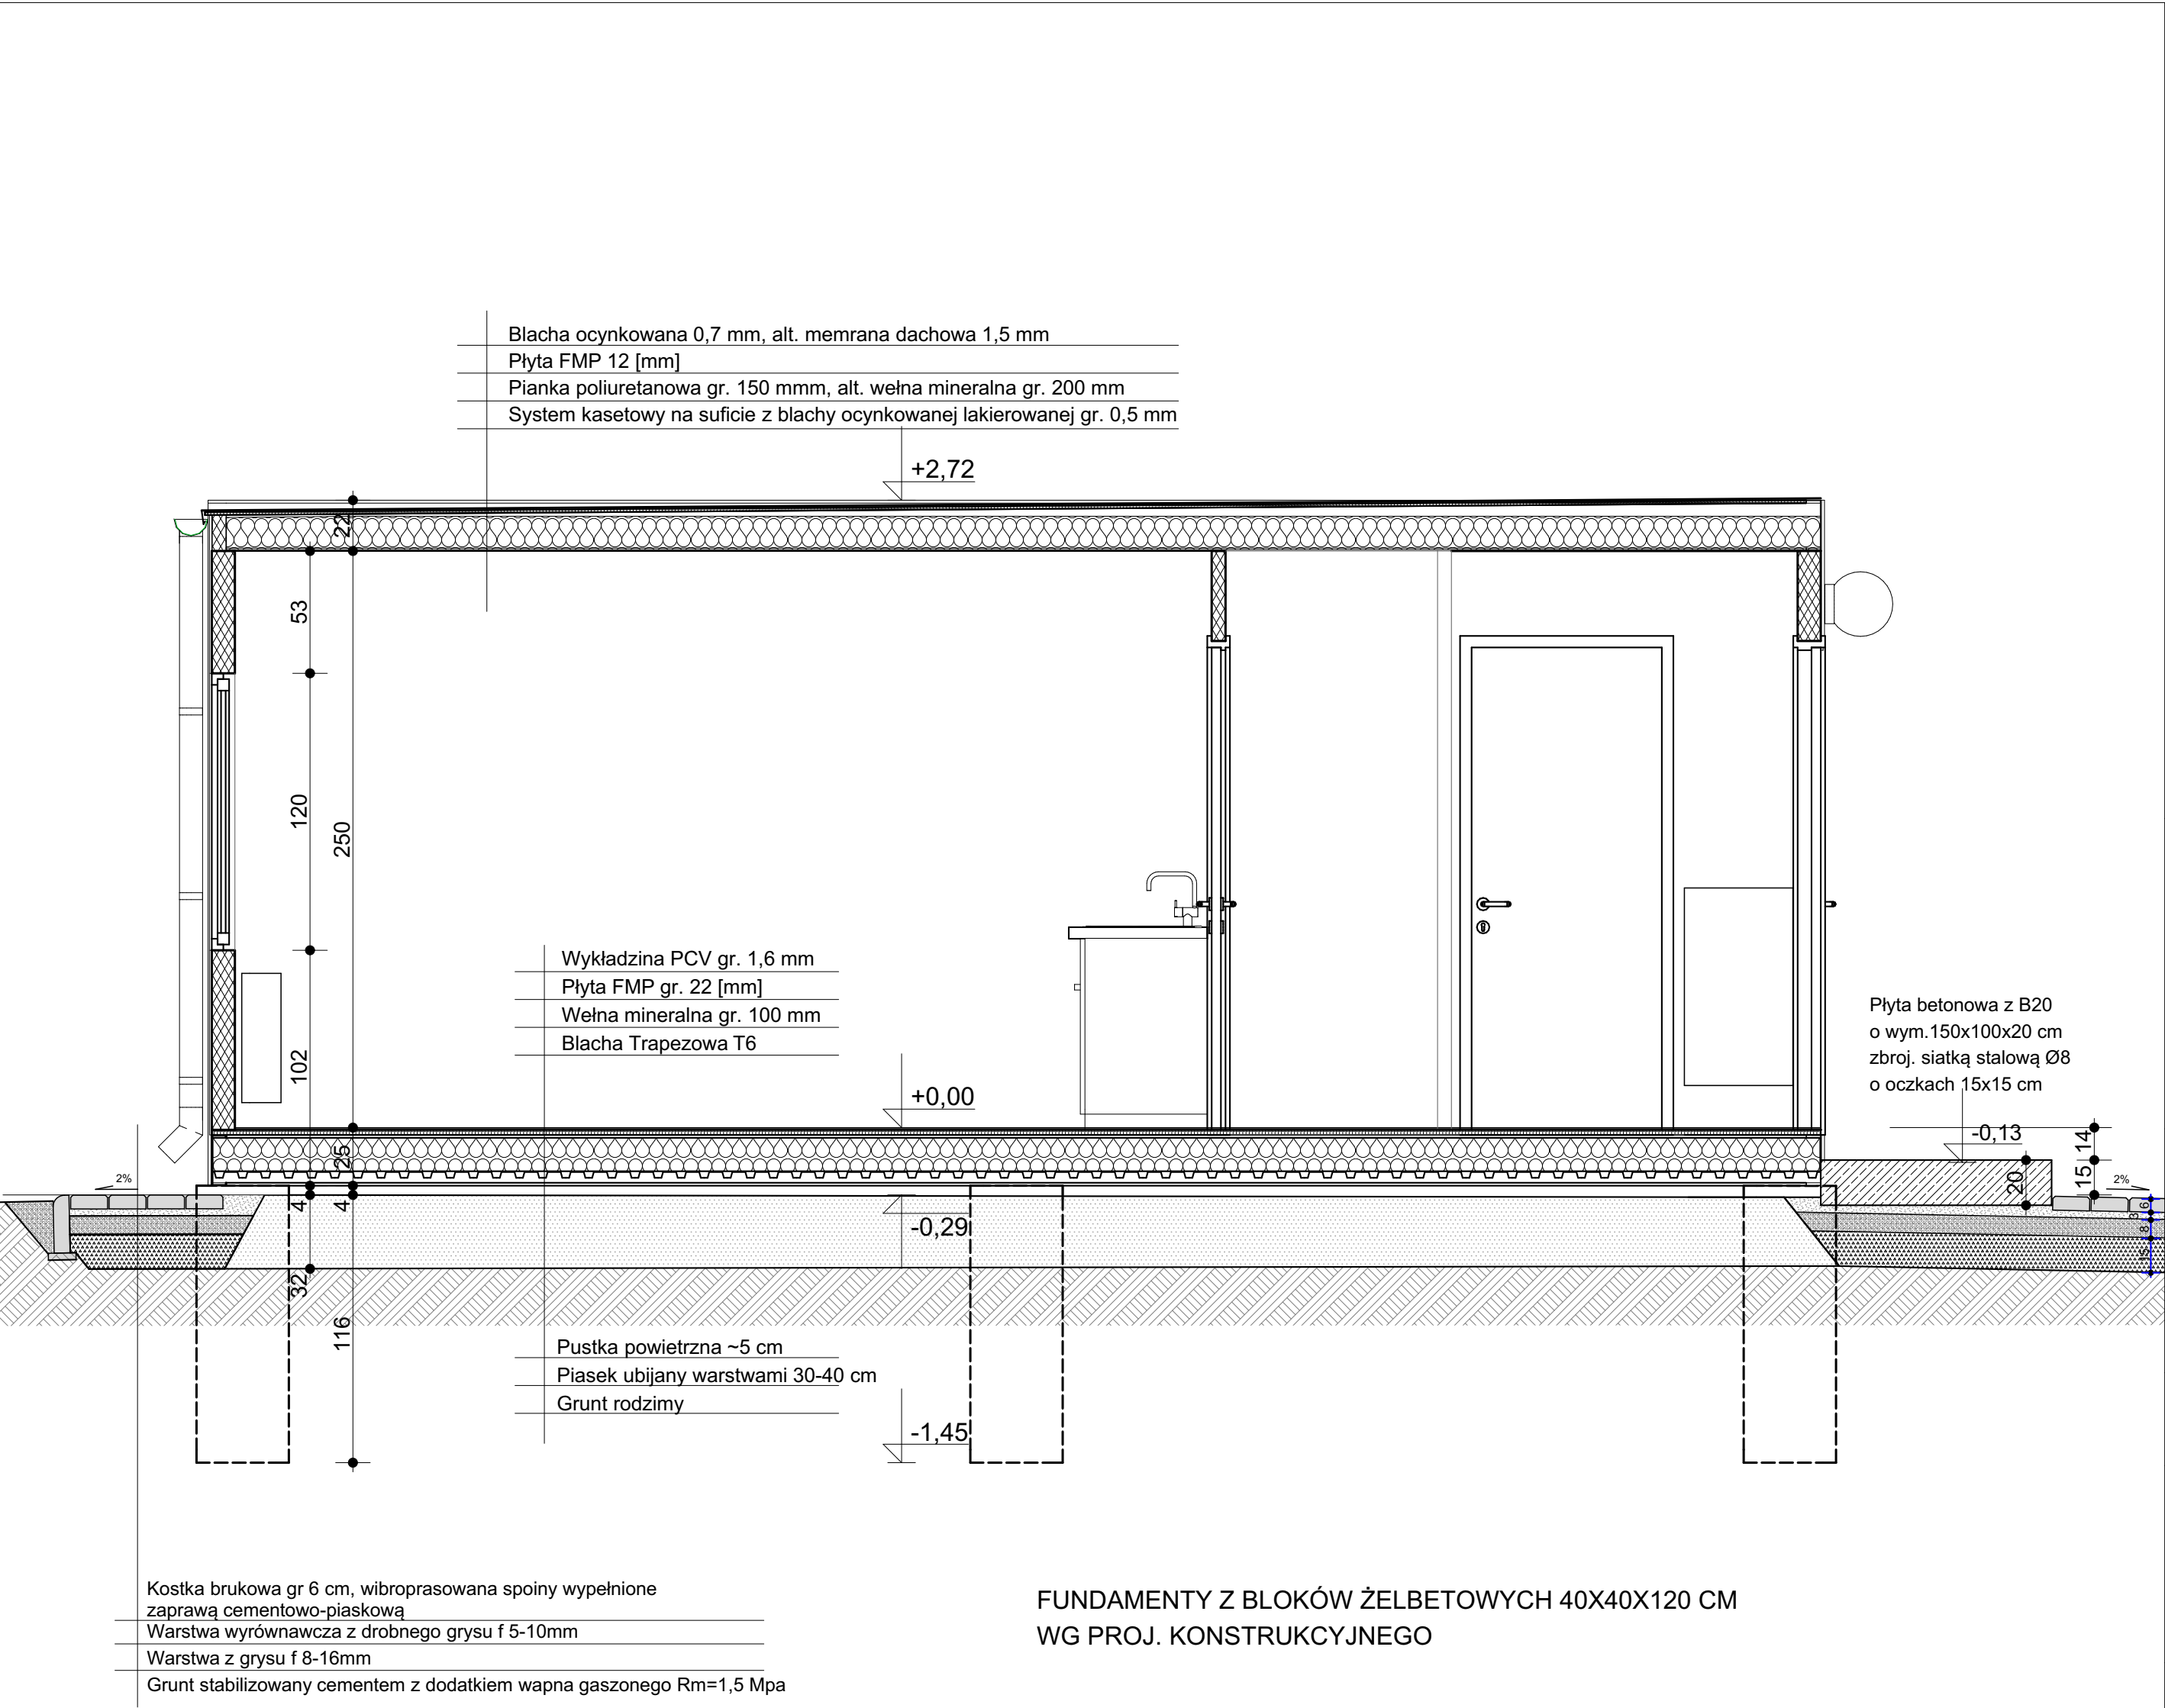 Blacha ocynkowana 0,7 mm, alt. memrana dachowa 1,5 mm
Płyta FMP 12 [mm]
Pianka poliuretanowa gr. 150 mmm, alt. wełna mineralna gr. 200 mm
System kasetowy na suficie z blachy ocynkowanej lakierowanej gr. 0,5 mm
+2,72
22
53
120
250
102
Wykładzina PCV gr. 1,6 mm
Płyta FMP gr. 22 [mm]
Wełna mineralna gr. 100 mm
Blacha Trapezowa T6
+0,00
Płyta betonowa z B20
o wym.150x100x20 cm
zbroj. siatką stalową Ø8
o oczkach 15x15 cm
-0,13
14
15
20
2%
6
3
8
15
2%
25
4
4
-0,29
32
116
Pustka powietrzna ~5 cm
Piasek ubijany warstwami 30-40 cm
Grunt rodzimy
-1,45
Kostka brukowa gr 6 cm, wibroprasowana spoiny wypełnione
zaprawą cementowo-piaskową
Warstwa wyrównawcza z drobnego grysu f 5-10mm
Warstwa z grysu f 8-16mm
Grunt stabilizowany cementem z dodatkiem wapna gaszonego Rm=1,5 Mpa
FUNDAMENTY Z BLOKÓW ŻELBETOWYCH 40X40X120 CM
WG PROJ. KONSTRUKCYJNEGO